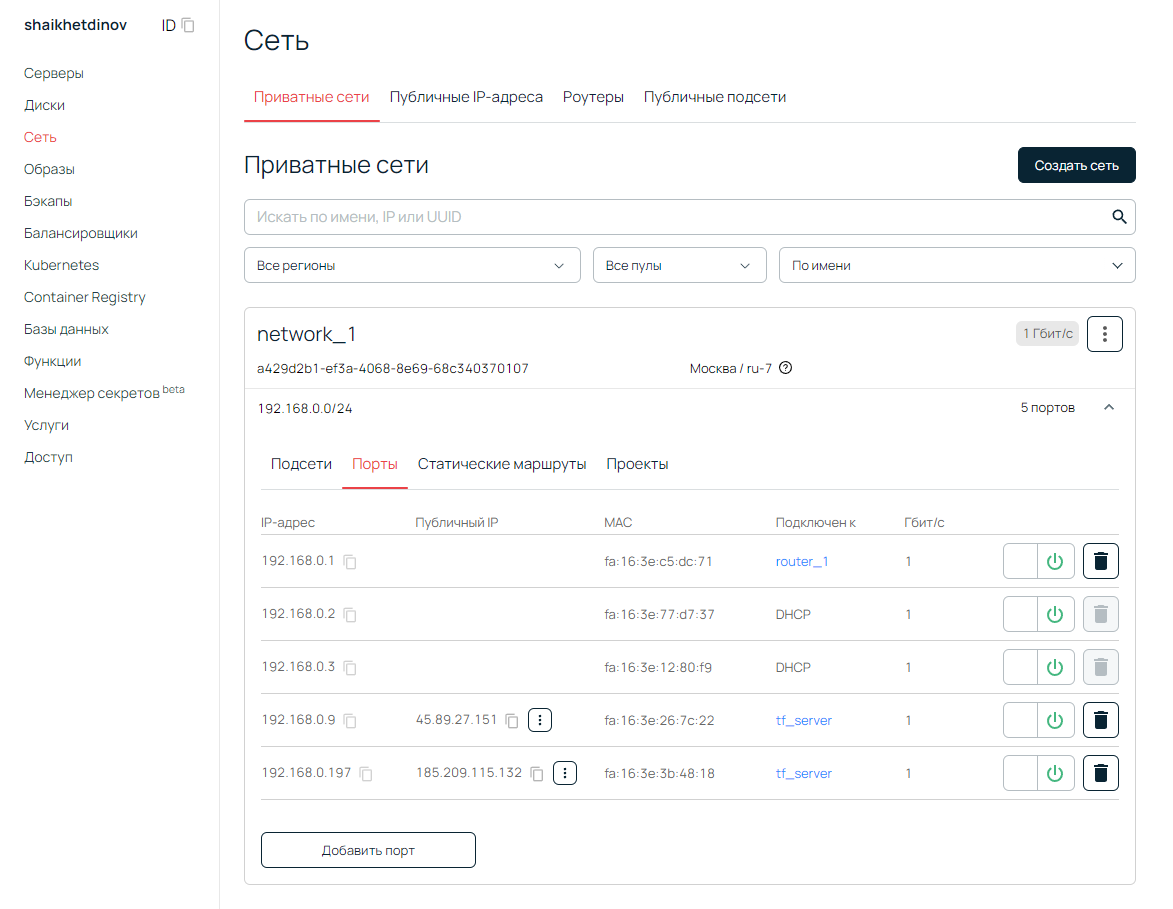 shaikhetdinov ID
Серверы
Диски
Сеть
Образы
Бэкапы
Балансировщики
Kubernetes
Container Registry
Базы данных
Функции
Менеджер секретов beta
Услуги
Доступ
Сеть
Приватные сети Публичные IP-адреса Роутеры Публичные подсети
Приватные сети Создать сеть
Искать по имени, IP или UUID
Все регионы Все пулы По имени
network_1 1 Гбит/с
a429d2b1-ef3a-4068-8e69-68c340370107 Москва / ru-7
192.168.0.0/24 5 портов
Подсети Порты Статические маршруты Проекты
IP-адрес Публичный IP MAC Подключен к Гбит/с
192.168.0.1 fa:16:3e:c5:dc:71 router_1 1
192.168.0.2 fa:16:3e:77:d7:37 DHCP 1
192.168.0.3 fa:16:3e:12:80:f9 DHCP 1
192.168.0.9 45.89.27.151 fa:16:3e:26:7c:22 tf_server 1
192.168.0.197 185.209.115.132 fa:16:3e:3b:48:18 tf_server 1
Добавить порт